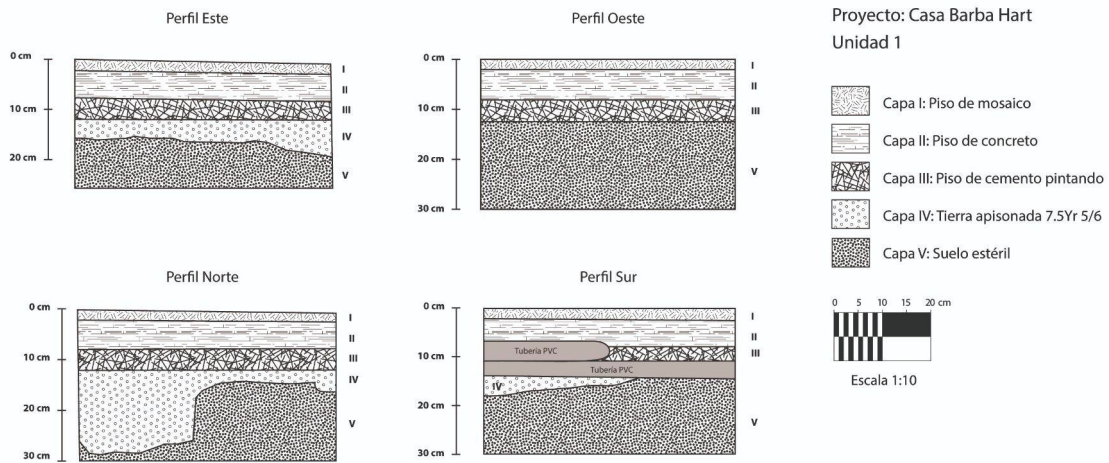 Perfil Este
0 cm
10 cm
20 cm
I
II
III
IV
V
Perfil Oeste
0 cm
10 cm
20 cm
30 cm
I
II
III
V
Proyecto: Casa Barba Hart
Unidad 1
Capa I: Piso de mosaico
Capa II: Piso de concreto
Capa III: Piso de cemento pintando
Capa IV: Tierra apisonada 7.5Yr 5/6
Capa V: Suelo estéril
0 5 10 15 20 cm
Escala 1:10
Perfil Norte
0 cm
10 cm
20 cm
30 cm
I
II
III
IV
V
Perfil Sur
0 cm
10 cm
20 cm
30 cm
Tubería PVC
Tubería PVC
IV
I
II
III
V